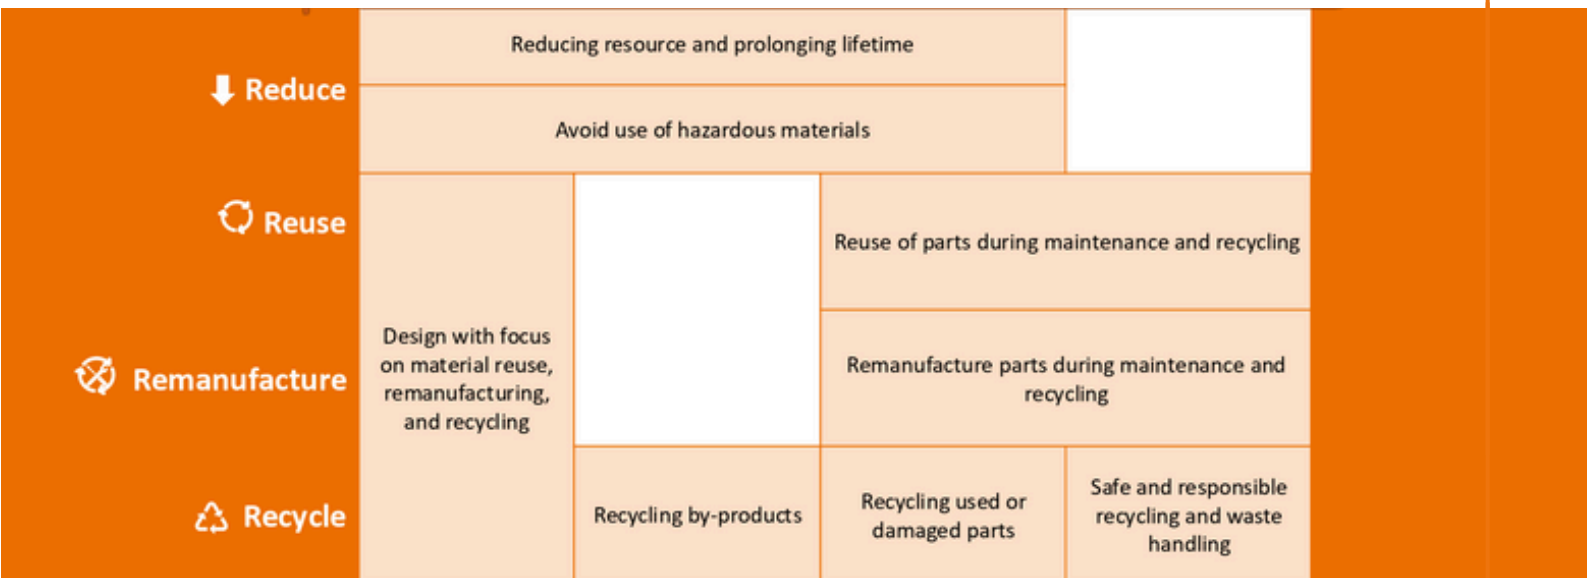 Reducing resource and prolonging lifetime
Reduce
Avoid use of hazardous materials
Reuse
Reuse of parts during maintenance and recycling
Design with focus
on material reuse,
remanufacturing,
and recycling
Remanufacture
Remanufacture parts during maintenance and
recycling
Recycle
Recycling by-products
Recycling used or
damaged parts
Safe and responsible
recycling and waste
handling